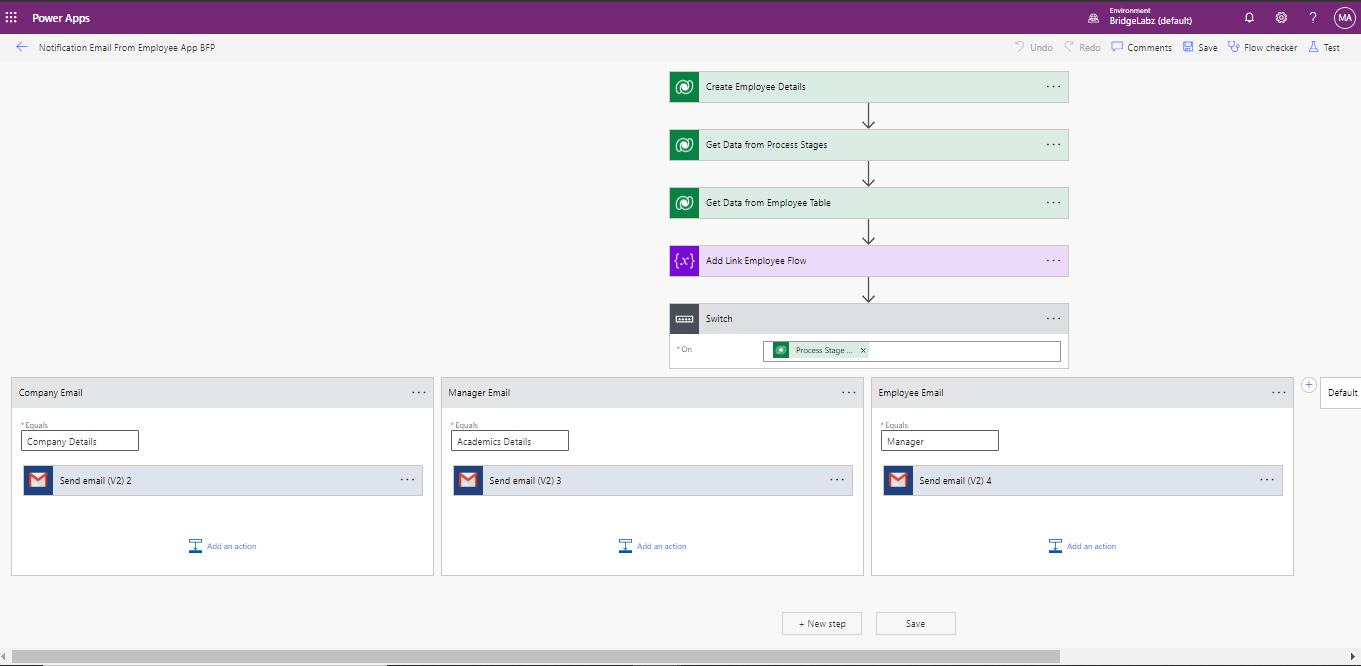 Power Apps
Environment
BridgeLabz (default)
?
MA
Notification Email From Employee App BFP
Undo
Redo
Comments
Save
Flow checker
Test
Create Employee Details
Get Data from Process Stages
Get Data from Employee Table
{x} Add Link Employee Flow
Switch
* On
Process Stage ... ×
Company Email
Manager Email
Employee Email
+
Default
* Equals
* Equals
* Equals
Company Details
Academics Details
Manager
Send email (V2) 2
Send email (V2) 3
Send email (V2) 4
Add an action
Add an action
Add an action
+ New step
Save